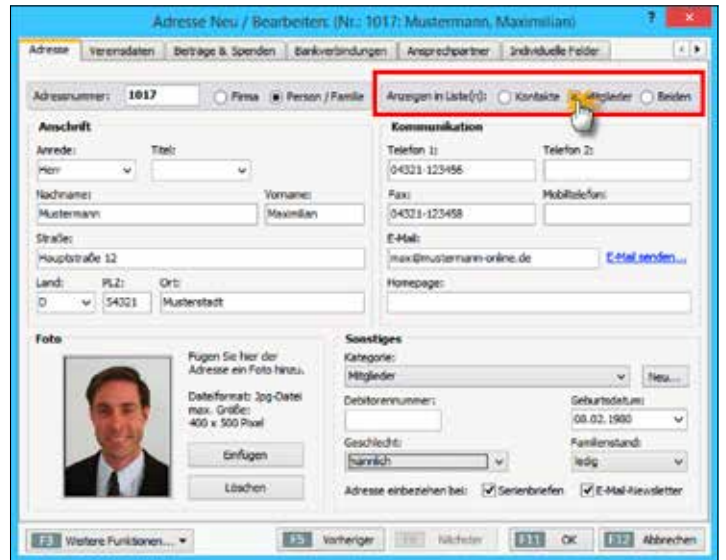 Adresse Neu / Bearbeiten: (Nr.: 1017: Mustermann, Maximilian)
?
Adresse Vereinsdaten Beiträge & Spenden Bankverbindungen Ansprechpartner Individuelle Felder
Adressnummer: 1017 Firma Person / Familie Anzeigen in Liste(n): Kontakte Mitglieder Beiden
Anschrift
Anrede: Titel:
Herr
Nachname: Vorname:
Mustermann Maximilian
Straße:
Hauptstraße 12
Land: PLZ: Ort:
D 54321 Musterstadt
Kommunikation
Telefon 1: Telefon 2:
04321-123456
Fax: Mobiltelefon:
04321-123458
E-Mail:
max@mustermann-online.de E-Mail senden...
Homepage:
Foto
Fügen Sie hier der
Adresse ein Foto hinzu.
Dateiformat: Jpg-Datei
max. Größe:
400 x 500 Pixel
Einfügen
Löschen
Sonstiges
Kategorie:
Mitglieder Neu...
Debitorennummer: Geburtsdatum:
08.02.1980
Geschlecht: Familienstand:
männlich ledig
Adresse einbeziehen bei: Serienbriefen E-Mail-Newsletter
F3 Weitere Funktionen... F5 Vorheriger Nächster F11 OK F12 Abbrechen